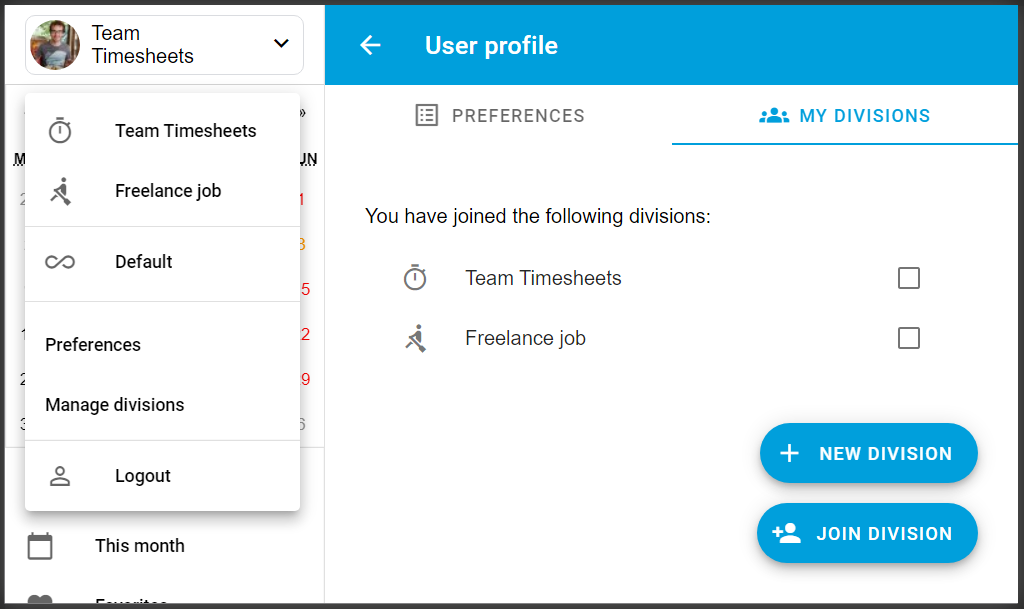 Team
Timesheets
User profile
PREFERENCES
MY DIVISIONS
»
Team Timesheets
Freelance job
Default
Preferences
Manage divisions
Logout
This month
You have joined the following divisions:
Team Timesheets
Freelance job
NEW DIVISION
JOIN DIVISION